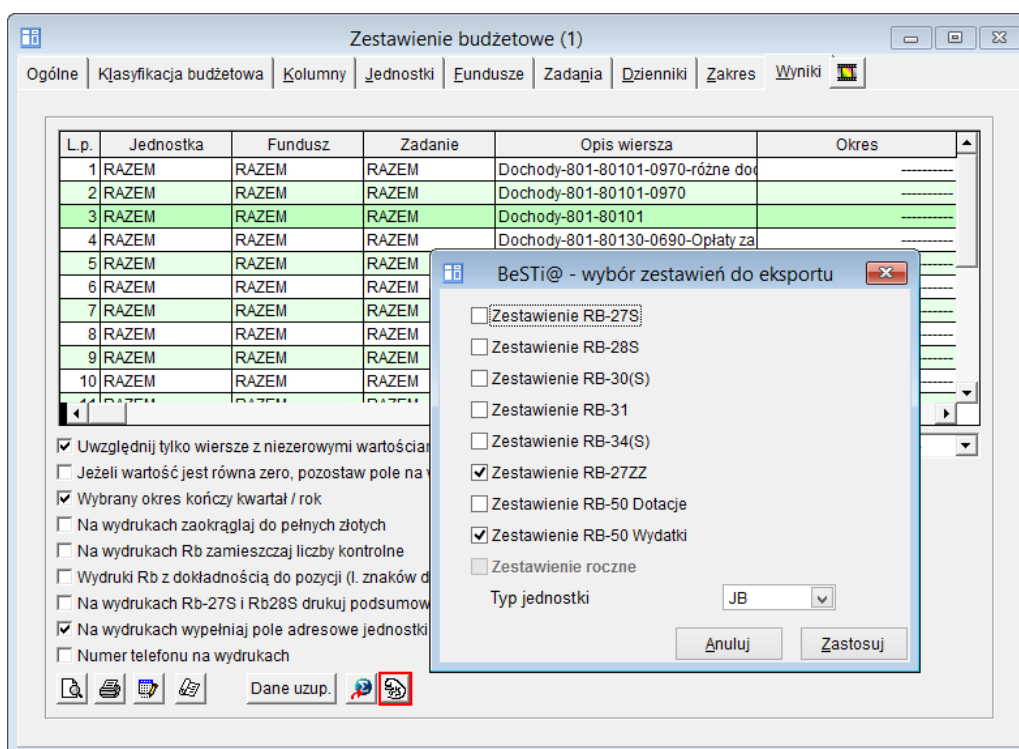 Zestawienie budżetowe (1)
Ogólne Klasyfikacja budżetowa Kolumny Jednostki Fundusze Zadania Dzienniki Zakres Wyniki
L.p. Jednostka Fundusz Zadanie Opis wiersza Okres
1 RAZEM RAZEM RAZEM Dochody-801-80101-0970-różne do
2 RAZEM RAZEM RAZEM Dochody-801-80101-0970
3 RAZEM RAZEM RAZEM Dochody-801-80101
4 RAZEM RAZEM RAZEM Dochody-801-80130-0690-Opłaty za
5 RAZEM RAZEM RAZEM
6 RAZEM RAZEM RAZEM
7 RAZEM RAZEM RAZEM
8 RAZEM RAZEM RAZEM
9 RAZEM RAZEM RAZEM
10 RAZEM RAZEM RAZEM
11 RAZEM RAZEM RAZEM
Uwzględnij tylko wiersze z niezerowymi wartościa
Jeżeli wartość jest równa zero, pozostaw pole na
Wybrany okres kończy kwartał / rok
Na wydrukach zaokrąglaj do pełnych złotych
Na wydrukach Rb zamieszczaj liczby kontrolne
Wydruki Rb z dokładnością do pozycji (l. znaków d
Na wydrukach Rb-27S i Rb28S drukuj podsumow
Na wydrukach wypełniaj pole adresowe jednostki
Numer telefonu na wydrukach
Dane uzup.
BeSTi@ - wybór zestawień do eksportu
Zestawienie RB-27S
Zestawienie RB-28S
Zestawienie RB-30(S)
Zestawienie RB-31
Zestawienie RB-34(S)
Zestawienie RB-27ZZ
Zestawienie RB-50 Dotacje
Zestawienie RB-50 Wydatki
Zestawienie roczne
Typ jednostki JB
Anuluj Zastosuj